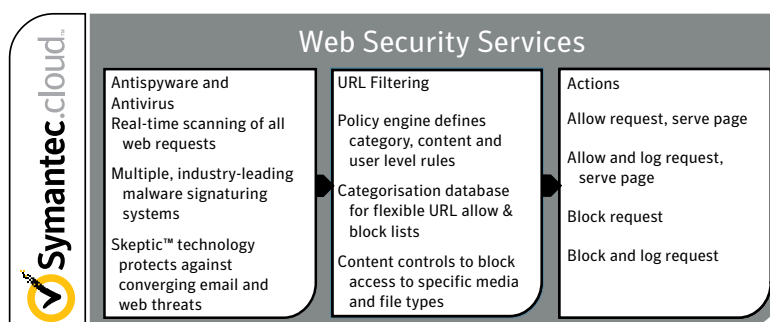 Symantec.cloud™
Web Security Services
Antispyware and
Antivirus
Real-time scanning of all
web requests
Multiple, industry-leading
malware signaturing
systems
Skeptic™ technology
protects against
converging email and
web threats
URL Filtering
Policy engine defines
category, content and
user level rules
Categorisation database
for flexible URL allow &
block lists
Content controls to block
access to specific media
and file types
Actions
Allow request, serve page
Allow and log request,
serve page
Block request
Block and log request